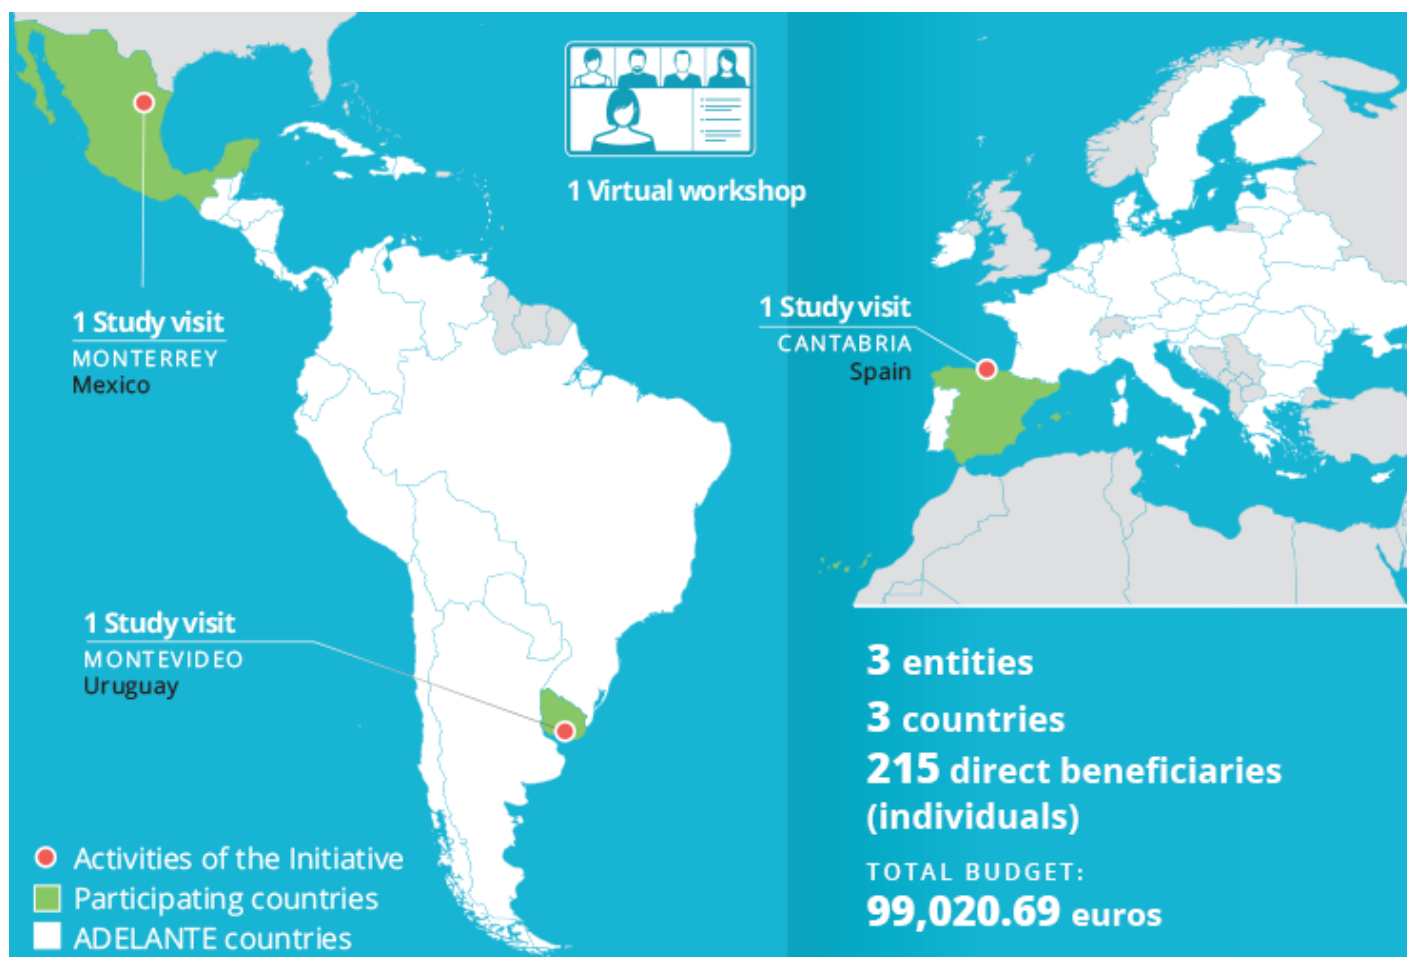 1 Virtual workshop
1 Study visit
MONTERREY
Mexico
1 Study visit
CANTABRIA
Spain
1 Study visit
MONTEVIDEO
Uruguay
3 entities
3 countries
215 direct beneficiaries
(individuals)
TOTAL BUDGET:
99,020.69 euros
Activities of the Initiative
Participating countries
ADELANTE countries